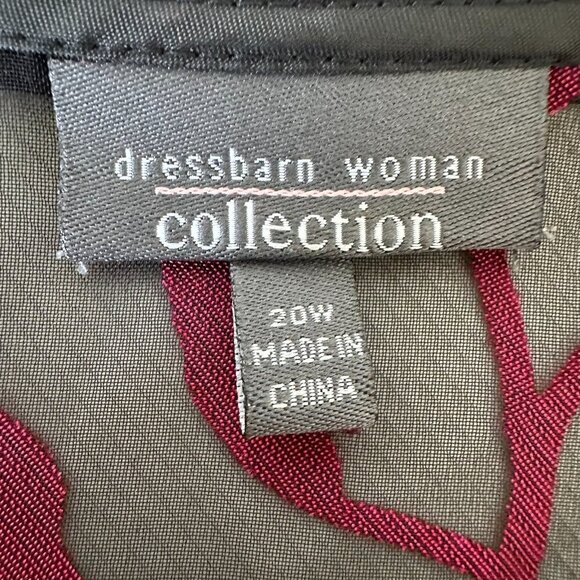 dressbarn woman
collection
20W
MADE IN
CHINA